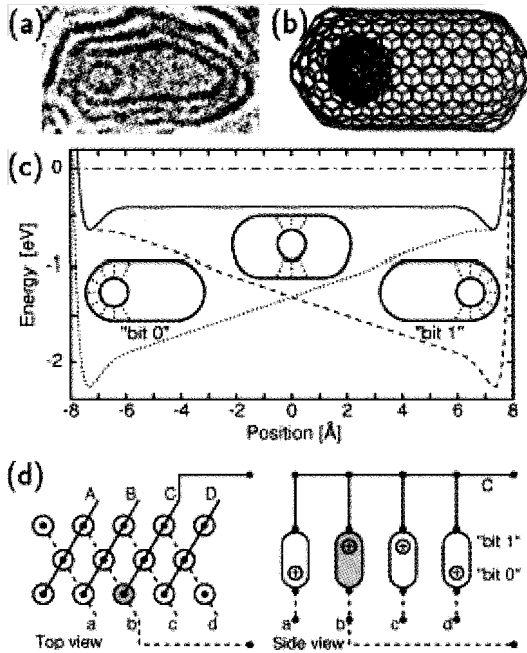 (a)
(b)
(c)
0
-1
-2
Energy [eV]
"bit 0"
"bit 1"
-8 -6 -4 -2 0 2 4 6 8
Position [Å]
(d)
A B C D
a b c d
Top view
C
"bit 1"
"bit 0"
a b c d
Side view